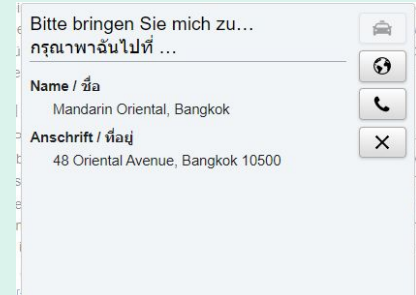 Bitte bringen Sie mich zu…
กรุณาพาฉันไปที่ …
Name / ชื่อ
Mandarin Oriental, Bangkok
Anschrift / ที่อยู่
48 Oriental Avenue, Bangkok 10500